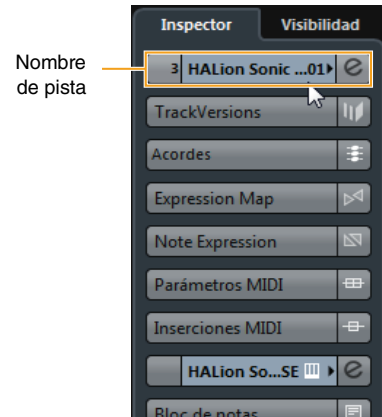 Inspector Visibilidad
Nombre
de pista
3 HALion Sonic ...01
TrackVersions
Acordes
Expression Map
Note Expression
Parámetros MIDI
Inserciones MIDI
HALion So...SE
Bloc de notas